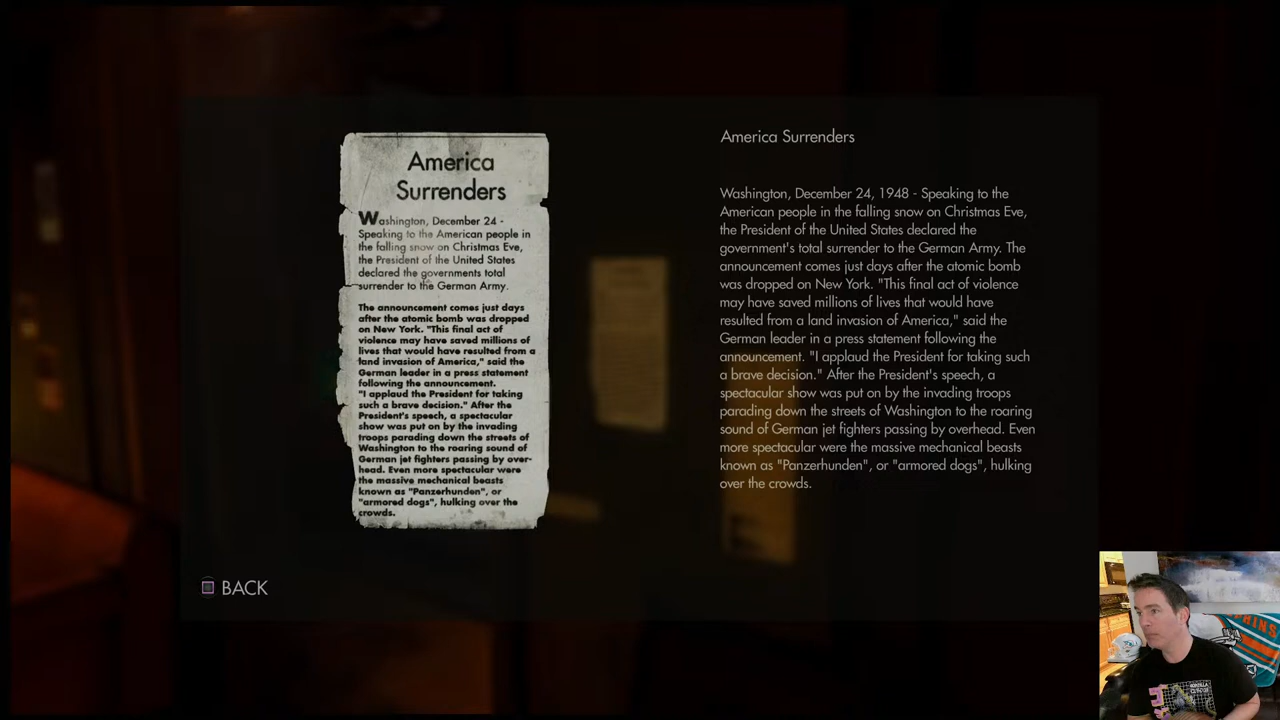 America
Surrenders
Washington, December 24 -
Speaking to the American people in
the falling snow on Christmas Eve,
the President of the United States
declared the governments total
surrender to the German Army.
The announcement comes just days
after the atomic bomb was dropped
on New York. "This final act of
violence may have saved millions of
lives that would have resulted from a
land invasion of America," said the
German leader in a press statement
following the announcement.
"I applaud the President for taking
such a brave decision." After the
President's speech, a spectacular
show was put on by the invading
troops parading down the streets of
Washington to the roaring sound of
German jet fighters passing by over-
head. Even more spectacular were
the massive mechanical beasts
known as "Panzerhunden", or
"armored dogs", hulking over the
crowds.
America Surrenders
Washington, December 24, 1948 - Speaking to the
American people in the falling snow on Christmas Eve,
the President of the United States declared the
government's total surrender to the German Army. The
announcement comes just days after the atomic bomb
was dropped on New York. "This final act of violence
may have saved millions of lives that would have
resulted from a land invasion of America," said the
German leader in a press statement following the
announcement. "I applaud the President for taking such
a brave decision." After the President's speech, a
spectacular show was put on by the invading troops
parading down the streets of Washington to the roaring
sound of German jet fighters passing by overhead. Even
more spectacular were the massive mechanical beasts
known as "Panzerhunden", or "armored dogs", hulking
over the crowds.
BACK